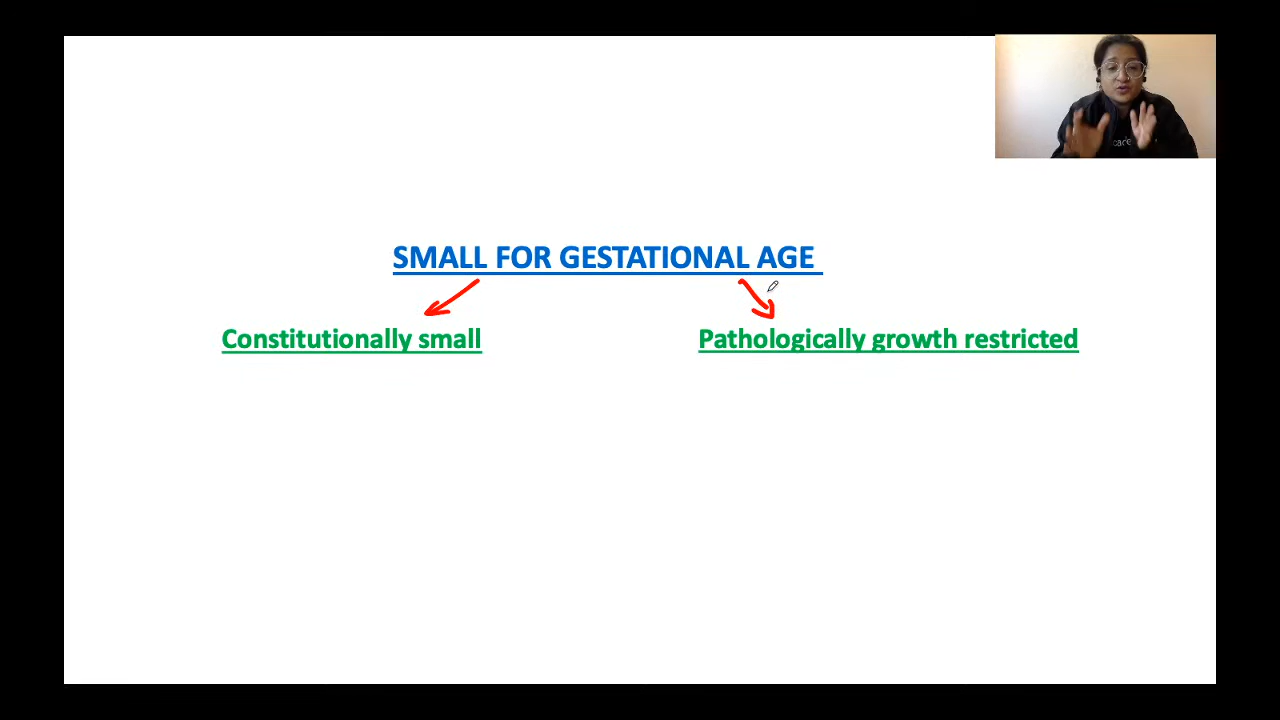 SMALL FOR GESTATIONAL AGE
Constitutionally small
Pathologically growth restricted